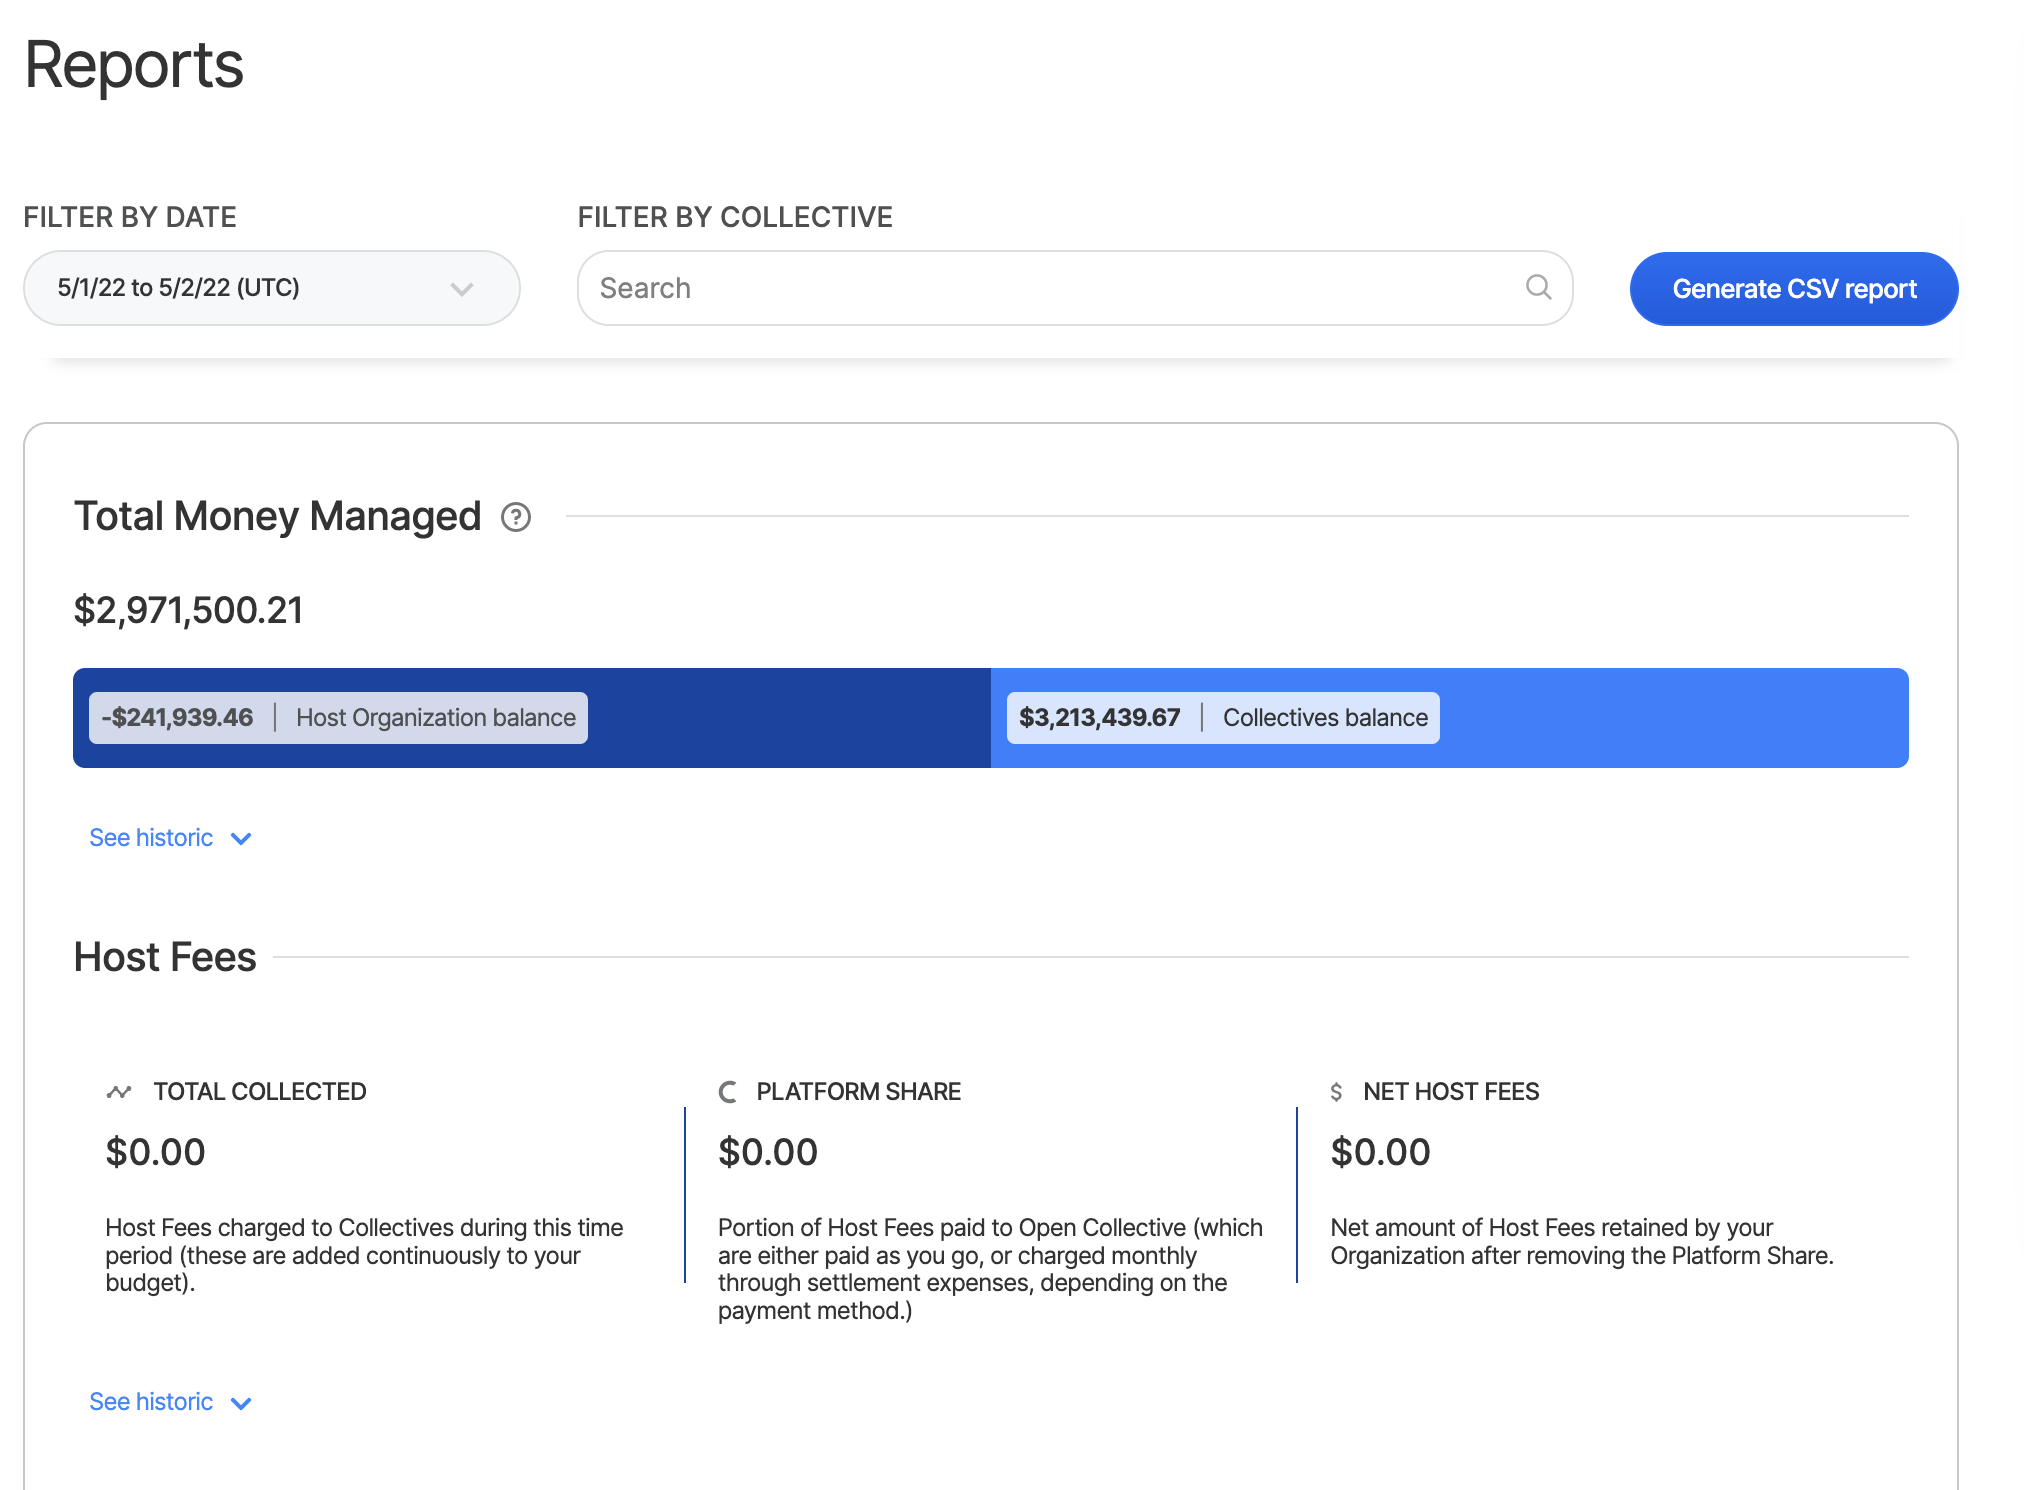 Reports
FILTER BY DATE
FILTER BY COLLECTIVE
5/1/22 to 5/2/22 (UTC)
Search
Generate CSV report
Total Money Managed ?
$2,971,500.21
-$241,939.46 | Host Organization balance
$3,213,439.67 | Collectives balance
See historic
Host Fees
TOTAL COLLECTED
$0.00
Host Fees charged to Collectives during this time
period (these are added continuously to your
budget).
PLATFORM SHARE
$0.00
Portion of Host Fees paid to Open Collective (which
are either paid as you go, or charged monthly
through settlement expenses, depending on the
payment method.)
$ NET HOST FEES
$0.00
Net amount of Host Fees retained by your
Organization after removing the Platform Share.
See historic